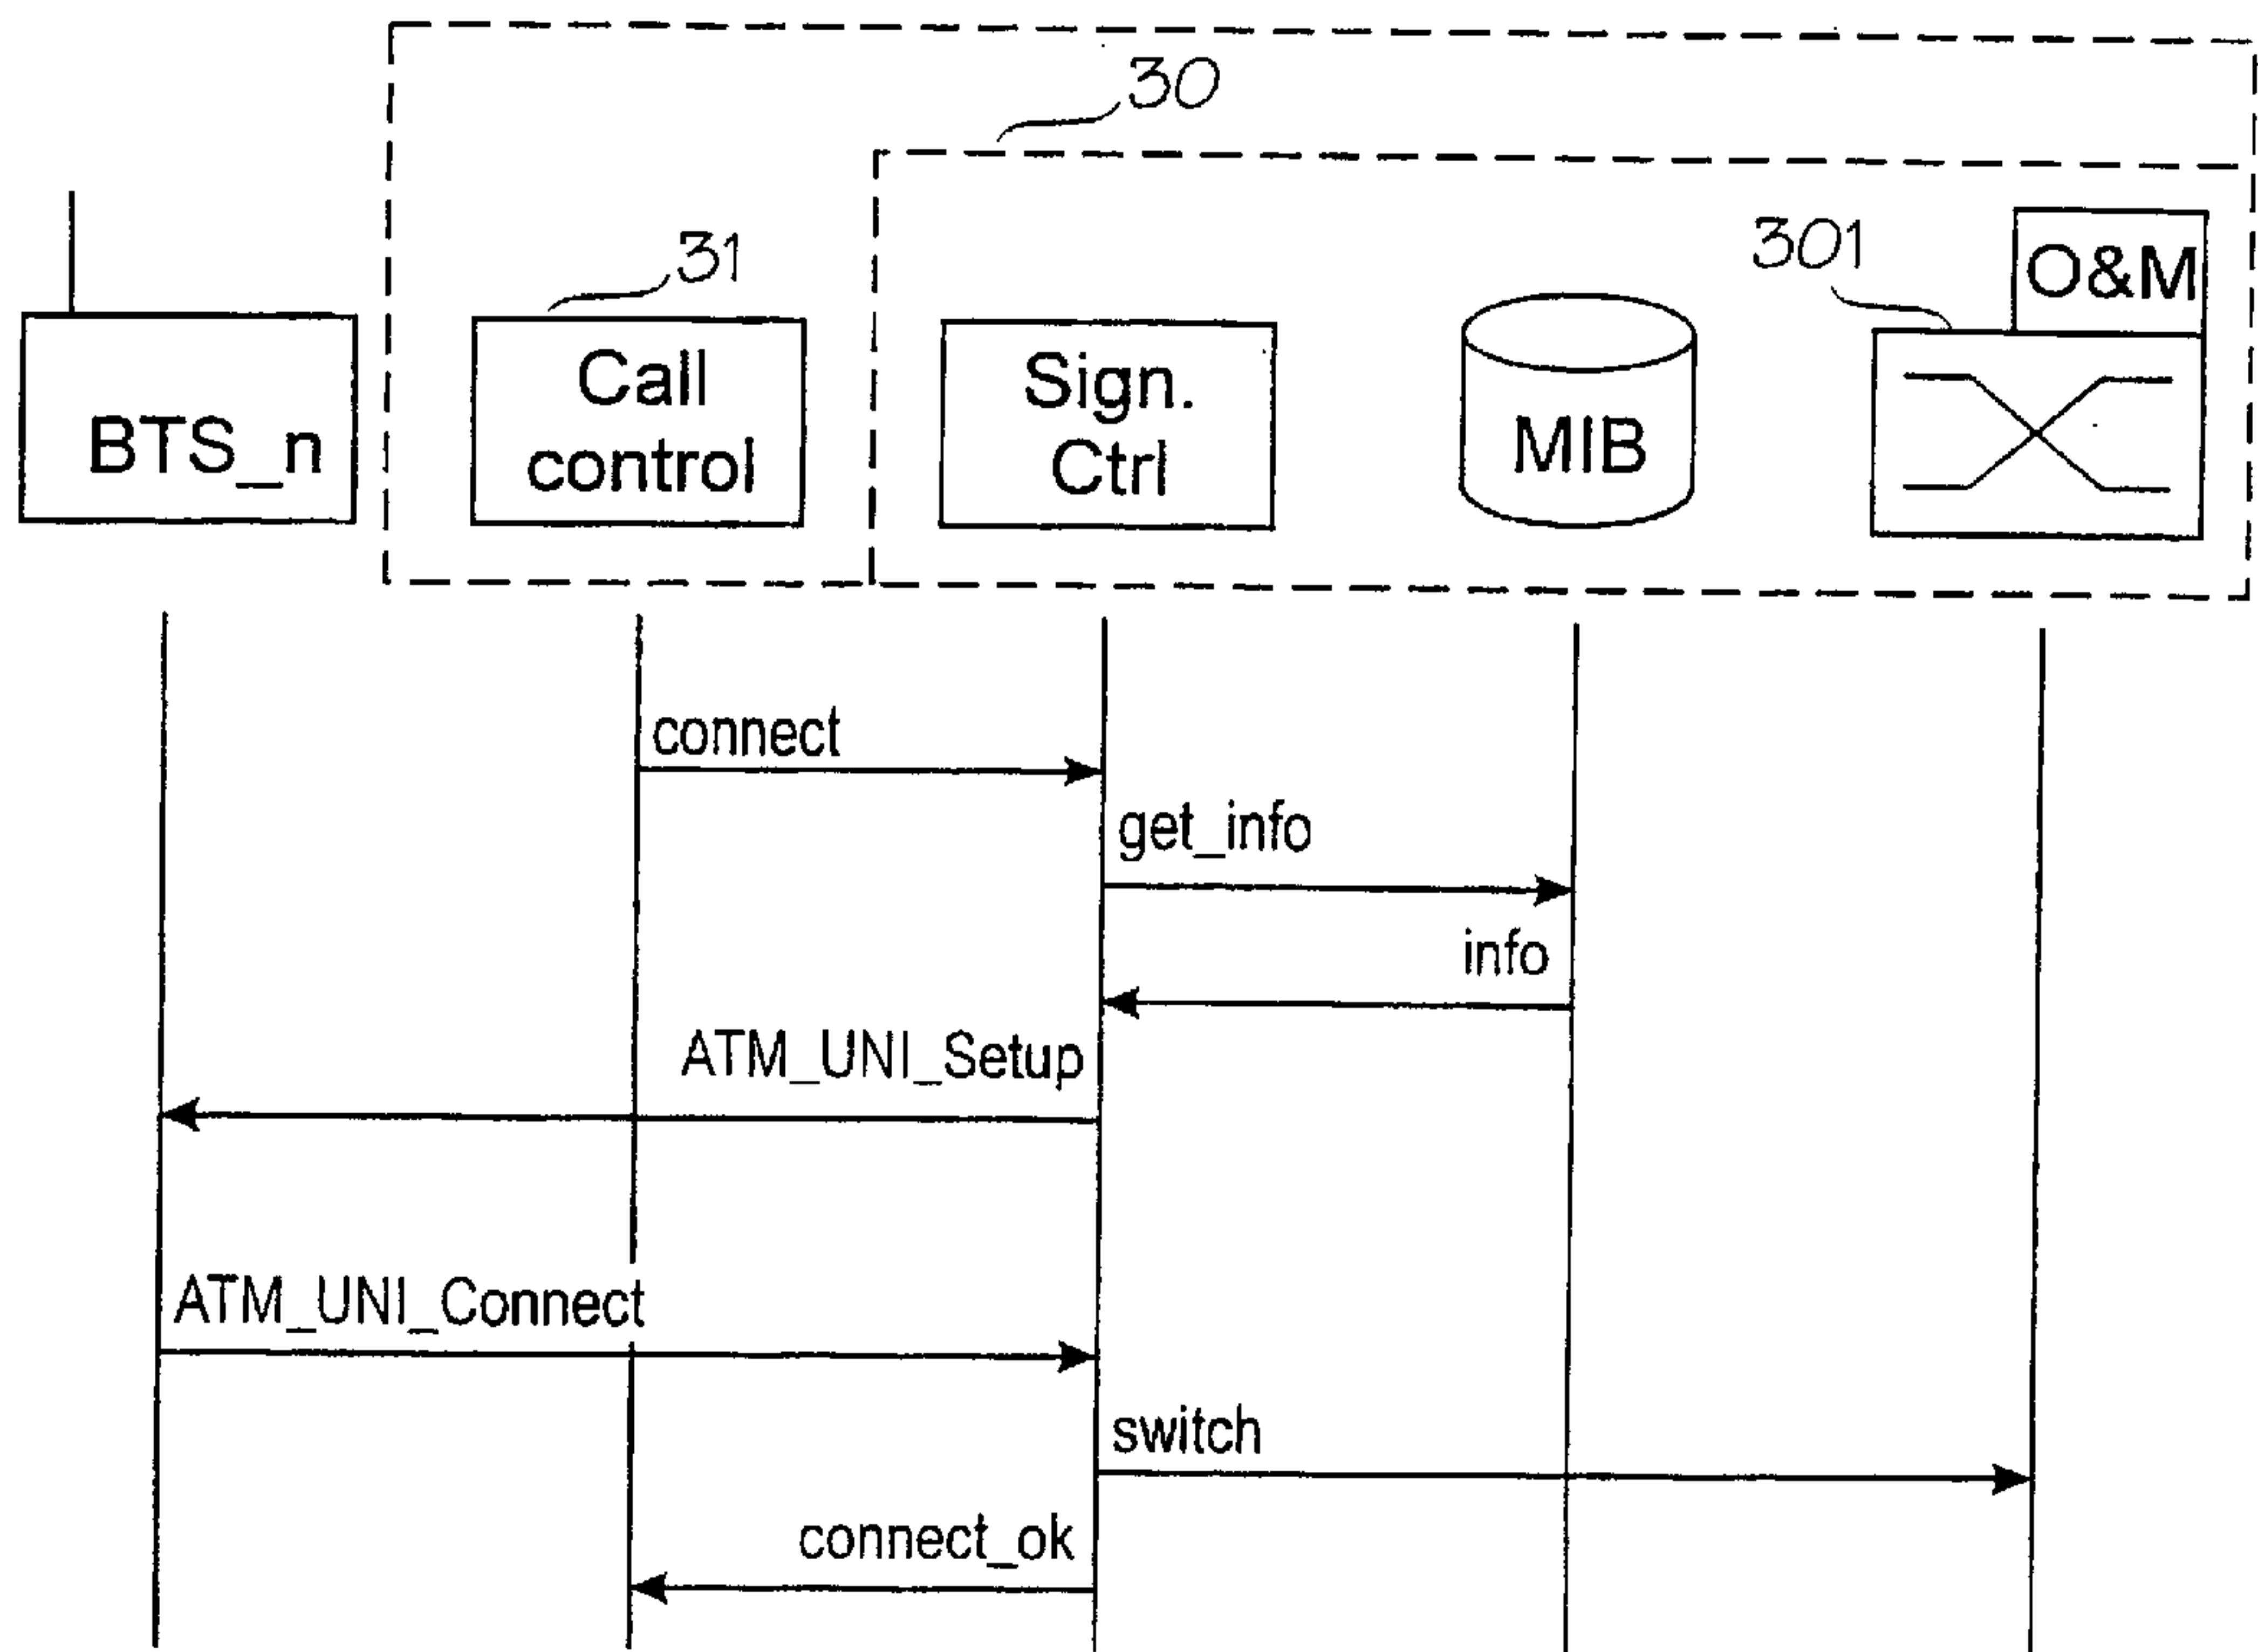 30
31
301
O&M
BTS_n
Call
control
Sign.
Ctrl
MIB
connect
get_info
info
ATM_UNI_Setup
ATM_UNI_Connect
switch
connect_ok